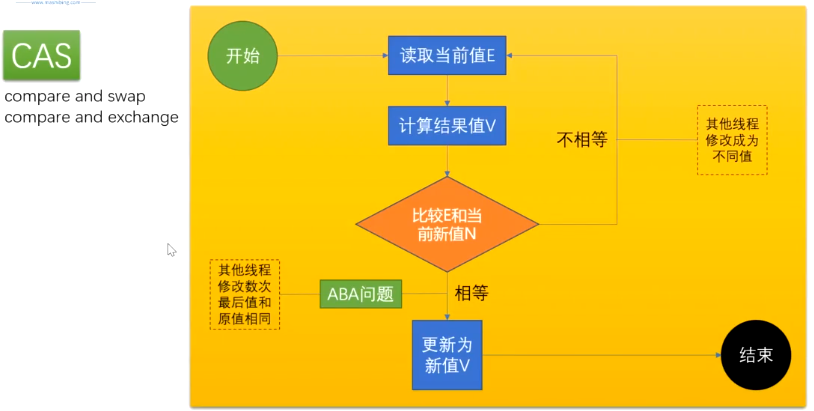 CAS
compare and swap
compare and exchange
开始
读取当前值E
计算结果值V
不相等
其他线程
修改成为
不同值
比较E和当
前新值N
其他线程
修改数次
最后值和
原值相同
ABA问题
相等
更新为
新值V
结束